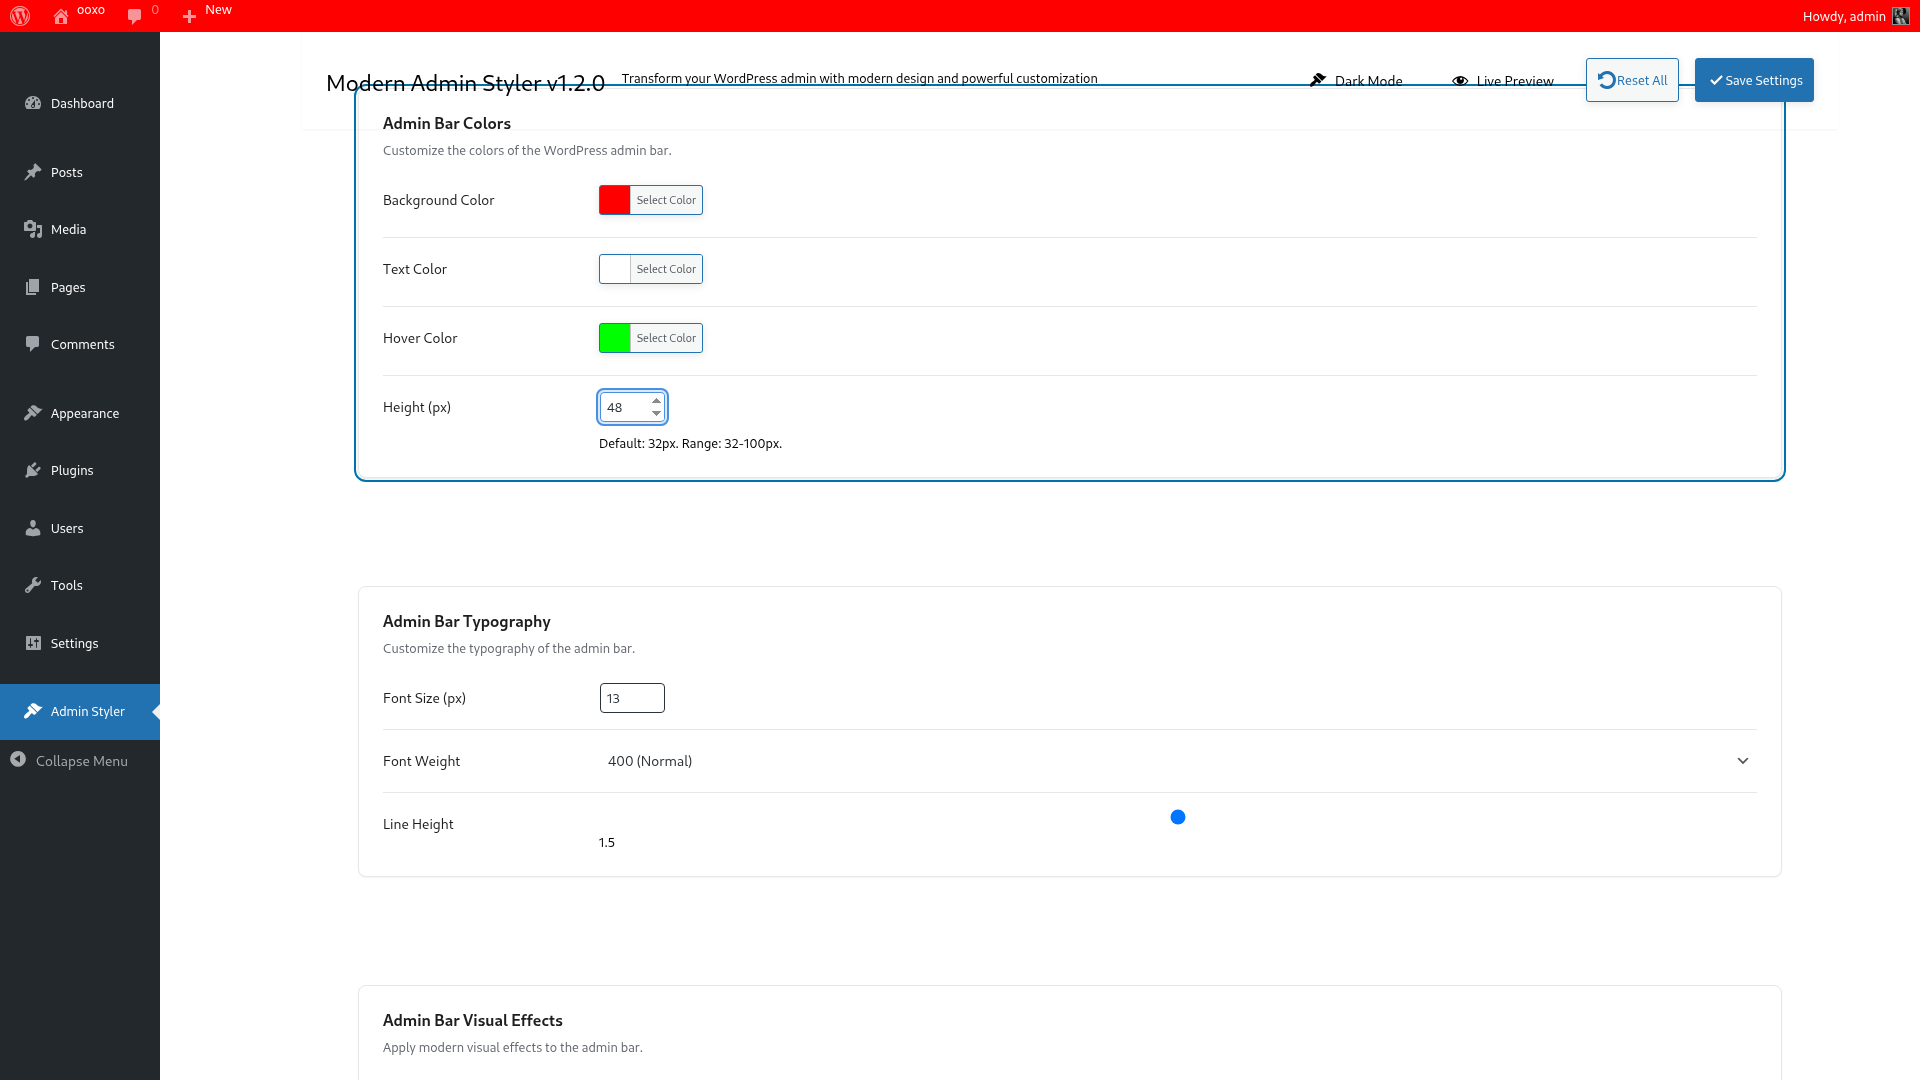 ooxo
0
New
Howdy, admin
Dashboard
Posts
Media
Pages
Comments
Appearance
Plugins
Users
Tools
Settings
Admin Styler
Collapse Menu
Modern Admin Styler v1.2.0
Transform your WordPress admin with modern design and powerful customization
Dark Mode
Live Preview
Reset All
Save Settings
Admin Bar Colors
Customize the colors of the WordPress admin bar.
Background Color
Select Color
Text Color
Select Color
Hover Color
Select Color
Height (px)
48
Default: 32px. Range: 32-100px.
Admin Bar Typography
Customize the typography of the admin bar.
Font Size (px)
13
Font Weight
400 (Normal)
Line Height
1.5
Admin Bar Visual Effects
Apply modern visual effects to the admin bar.